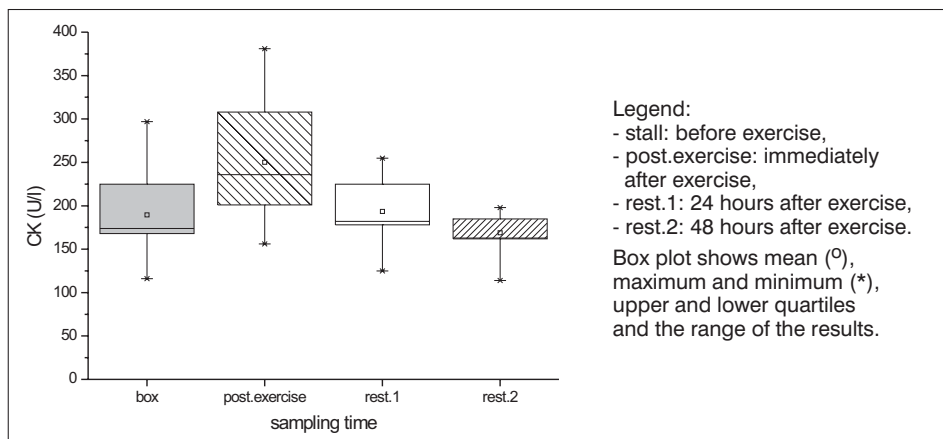 400
350
300
250
200
150
100
50
0
CK (U/l)
box
post.exercise
rest.1
rest.2
sampling time
Legend:
- stall: before exercise,
- post.exercise: immediately
after exercise,
- rest.1: 24 hours after exercise,
- rest.2: 48 hours after exercise.
Box plot shows mean (º),
maximum and minimum (*),
upper and lower quartiles
and the range of the results.